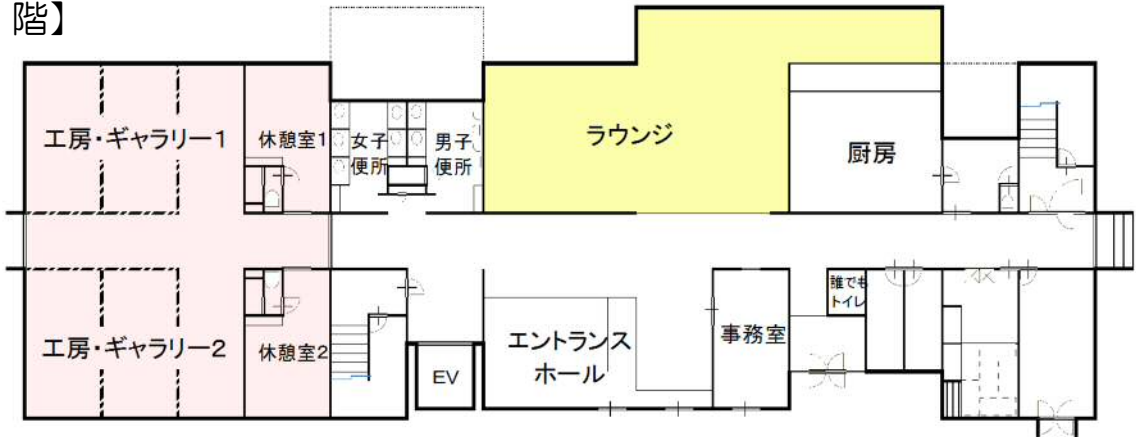 階】
工房・ギャラリー1
休憩室1
女子
便所
男子
便所
ラウンジ
厨房
工房・ギャラリー2
休憩室2
EV
エントランス
ホール
事務室
誰でも
トイレ